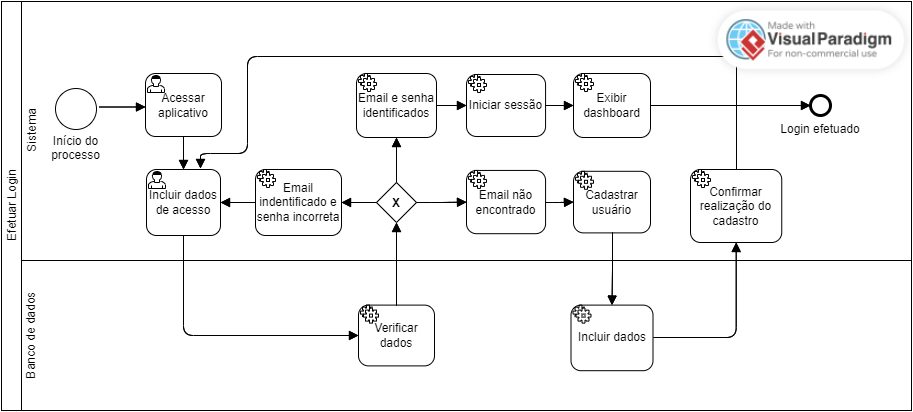 Made with
Visual Paradigm
For non-commercial use
Efetuar Login
Sistema
Banco de dados
Início do
processo
Acessar
aplicativo
Email e senha
identificados
Iniciar sessão
Exibir
dashboard
Login efetuado
Incluir dados
de acesso
Email
indentificado e
senha incorreta
X
Email não
encontrado
Cadastrar
usuário
Confirmar
realização do
cadastro
Verificar
dados
Incluir dados